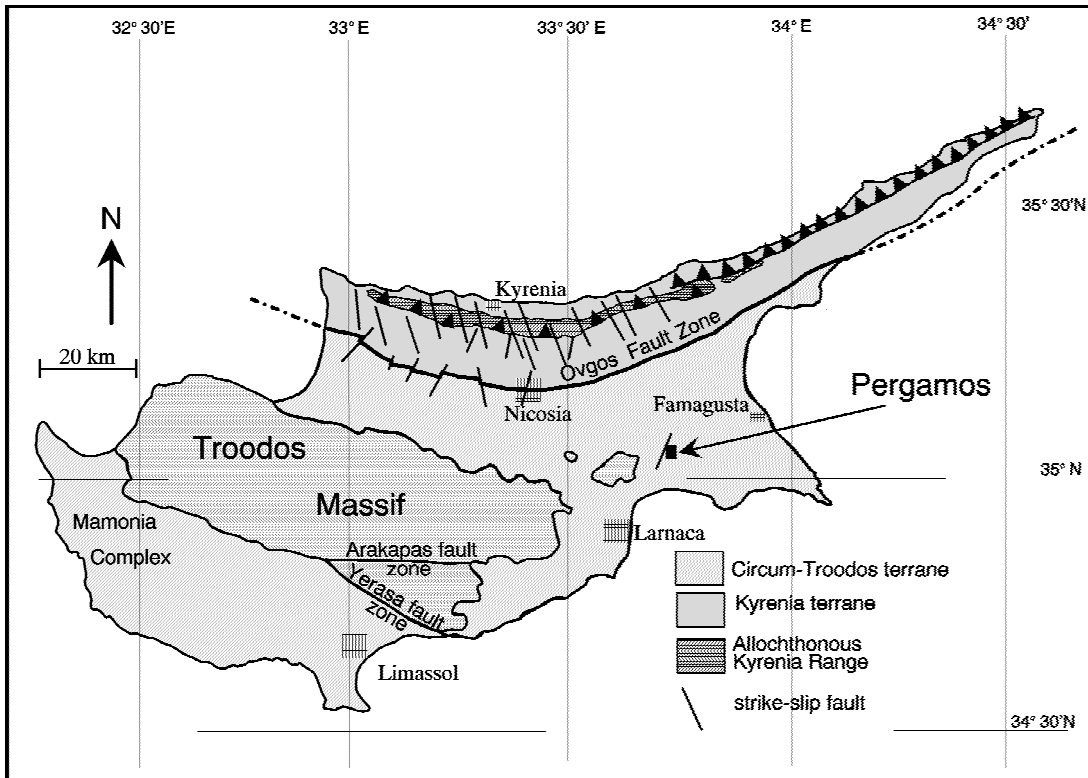 32° 30'E
33° E
33° 30' E
34° E
34° 30'
35° 30'N
N
Kyrenia
20 km
Ovgos Fault Zone
Pergamos
Nicosia
Famagusta
Troodos
35° N
Massif
Mamonia
Complex
Larnaca
Arakapas fault
zone
Yerasa fault
zone
Circum-Troodos terrane
Kyrenia terrane
Allochthonous
Kyrenia Range
Limassol
strike-slip fault
34° 30'N